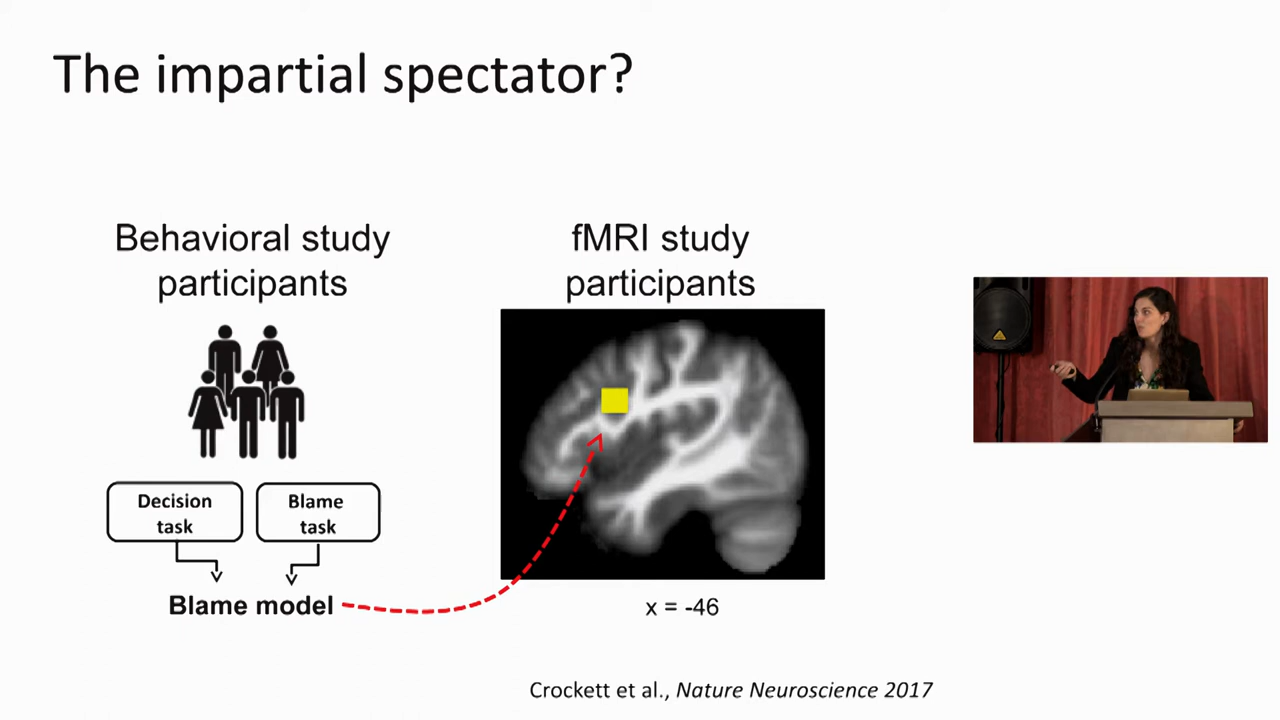 The impartial spectator?
Behavioral study
participants
fMRI study
participants
Decision
task
Blame
task
Blame model
x = -46
Crockett et al., Nature Neuroscience 2017